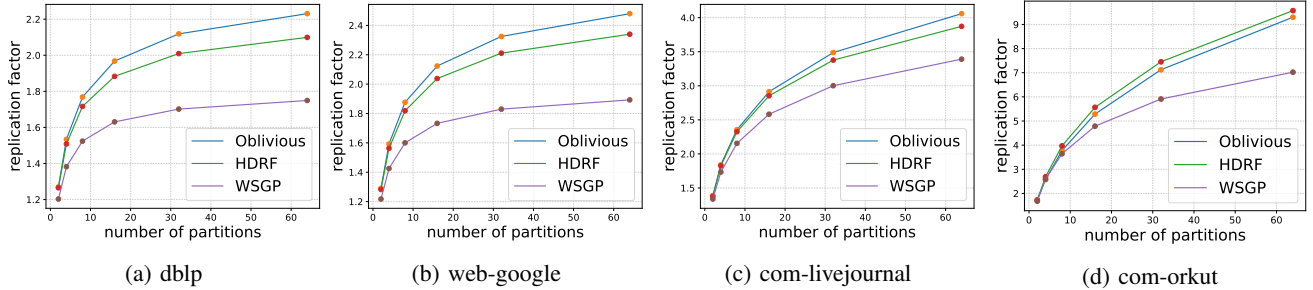 replication factor
2.2
2.0
1.8
1.6
1.4
1.2
Oblivious
HDRF
WSGP
0 10 20 30 40 50 60
number of partitions
(a) dblp
replication factor
2.4
2.2
2.0
1.8
1.6
1.4
1.2
Oblivious
HDRF
WSGP
0 10 20 30 40 50 60
number of partitions
(b) web-google
replication factor
4.0
3.5
3.0
2.5
2.0
1.5
Oblivious
HDRF
WSGP
0 10 20 30 40 50 60
number of partitions
(c) com-livejournal
replication factor
9
8
7
6
5
4
3
2
Oblivious
HDRF
WSGP
0 10 20 30 40 50 60
number of partitions
(d) com-orkut